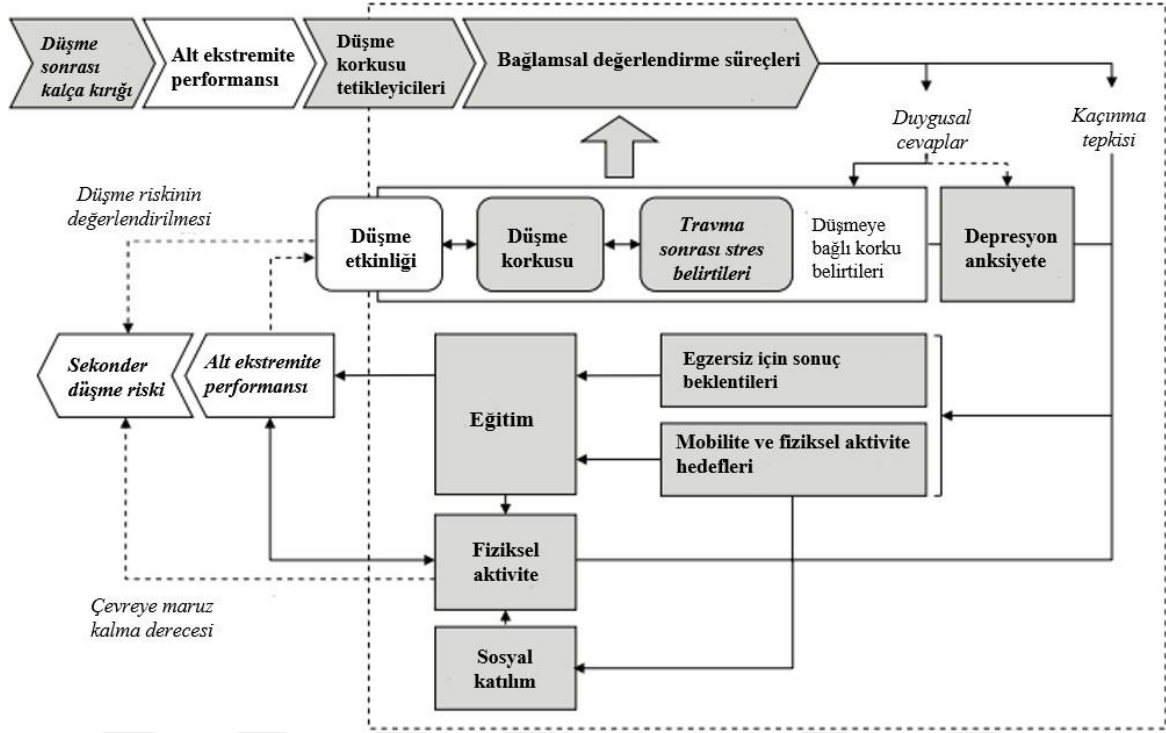 Düşme
sonrası
kalça kırığı
Alt ekstremite
performansı
Düşme
korkusu
tetikleyicileri
Bağlamsal değerlendirme süreçleri
Duygusal
cevaplar
Kaçınma
tepkisi
Düşme riskinin
değerlendirilmesi
Düşme
etkinliği
Düşme
korkusu
Travma
sonrası stres
belirtileri
Düşmeye
bağlı korku
belirtileri
Depresyon
anksiyete
Sekonder
düşme riski
Alt ekstremite
performansı
Eğitim
Egzersiz için sonuç
beklentileri
Mobilite ve fiziksel aktivite
hedefleri
Fiziksel
aktivite
Çevreye maruz
kalma derecesi
Sosyal
katılım